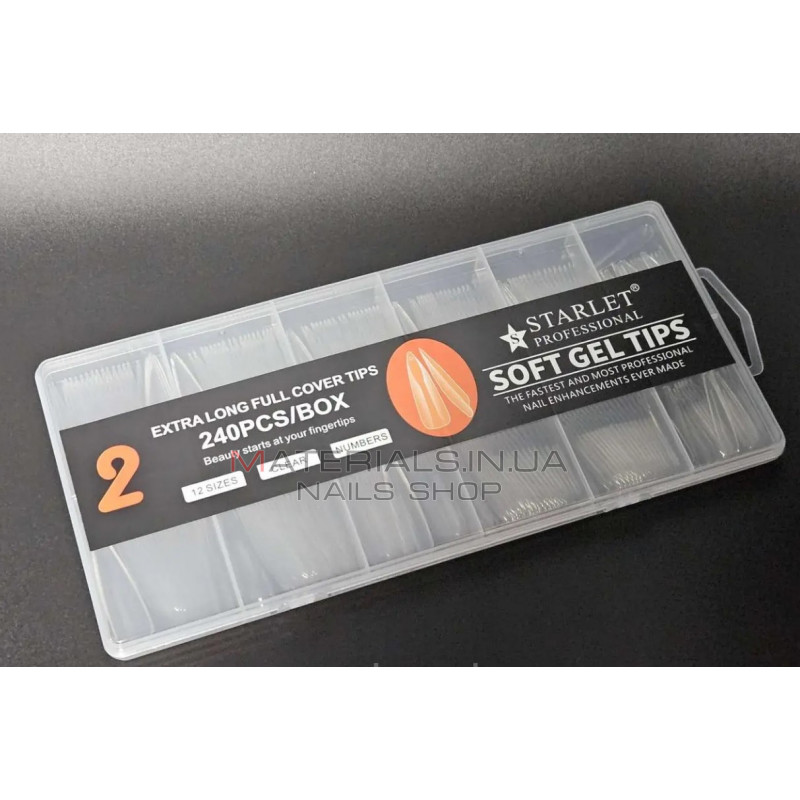 STARLET®
PROFESSIONAL
SOFT GEL TIPS
THE FASTEST AND MOST PROFESSIONAL
NAIL ENHANCEMENTS EVER MADE
S
EXTRA LONG FULL COVER TIPS
240PCS/BOX
Beauty starts at your fingertips
12 SIZES
CLEAR
NUMBERS
2
MATERIALS.IN.UA
NAILS SHOP